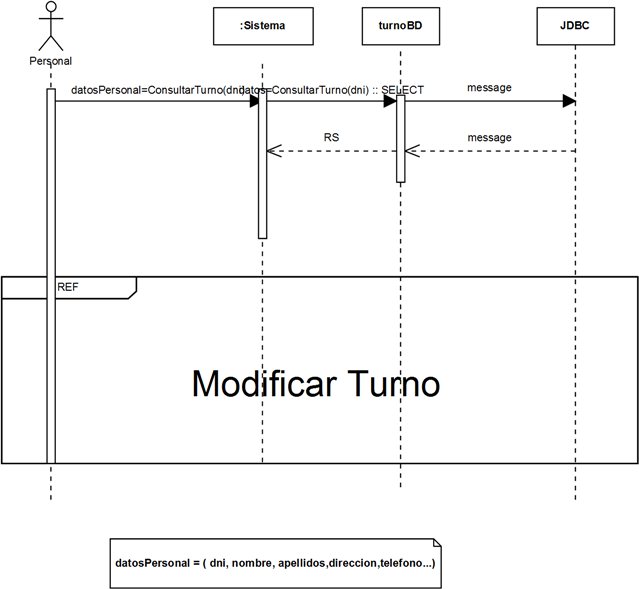 :Sistema
turnoBD
JDBC
Personal
datosPersonal=ConsultarTurno(dni)
datos=ConsultarTurno(dni) :: SELECT
message
RS
message
REF
Modificar Turno
datosPersonal = ( dni, nombre, apellidos,direccion,telefono...)